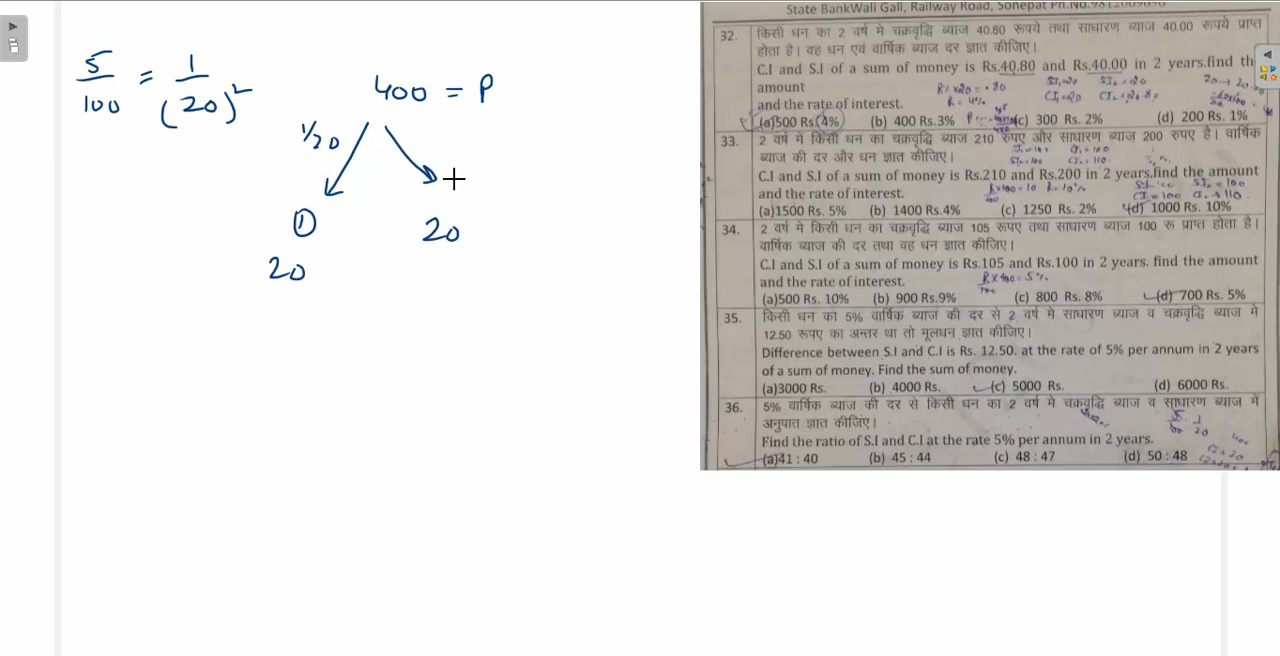 5/100 = 1/(20)²
400 = P
1/20
①
20
20
State BankWali Gali, Railway Road, Sonepat Ph.No.
32. किसी धन का 2 वर्ष मे चक्रवृद्धि ब्याज 40.80 रूपये तथा साधारण ब्याज 40.00 रूपये प्राप्त
होता है। वह धन एवं वार्षिक ब्याज दर ज्ञात कीजिए।
C.I and S.I of a sum of money is Rs.40.80 and Rs.40.00 in 2 years.find the
amount
and the rate of interest.
(a)500 Rs. 4% (b) 400 Rs.3% (c) 300 Rs. 2% (d) 200 Rs. 1%
33. 2 वर्ष मे किसी धन का चक्रवृद्धि ब्याज 210 रूपए और साधारण ब्याज 200 रुपए है। वार्षिक
ब्याज की दर और धन ज्ञात कीजिए।
C.I and S.I of a sum of money is Rs.210 and Rs.200 in 2 years.find the amount
and the rate of interest.
(a)1500 Rs. 5% (b) 1400 Rs.4% (c) 1250 Rs. 2% (d) 1000 Rs. 10%
34. 2 वर्ष मे किसी धन का चक्रवृद्धि ब्याज 105 रूपए तथा साधारण ब्याज 100 रू प्राप्त होता है।
वार्षिक ब्याज की दर तथा वह धन ज्ञात कीजिए।
C.I and S.I of a sum of money is Rs.105 and Rs.100 in 2 years. find the amount
and the rate of interest.
(a)500 Rs. 10% (b) 900 Rs.9% (c) 800 Rs. 8% (d) 700 Rs. 5%
35. किसी धन का 5% वार्षिक ब्याज की दर से 2 वर्ष मे साधारण ब्याज व चक्रवृद्धि ब्याज मे
12.50 रूपए का अन्तर था तो मूलधन ज्ञात कीजिए।
Difference between S.I and C.I is Rs. 12.50. at the rate of 5% per annum in 2 years
of a sum of money. Find the sum of money.
(a)3000 Rs. (b) 4000 Rs. (c) 5000 Rs. (d) 6000 Rs.
36. 5% वार्षिक ब्याज की दर से किसी धन का 2 वर्ष मे चक्रवृद्धि ब्याज व साधारण ब्याज में
अनुपात ज्ञात कीजिए।
Find the ratio of S.I and C.I at the rate 5% per annum in 2 years.
(a)41 : 40 (b) 45 : 44 (c) 48 : 47 (d) 50 : 48